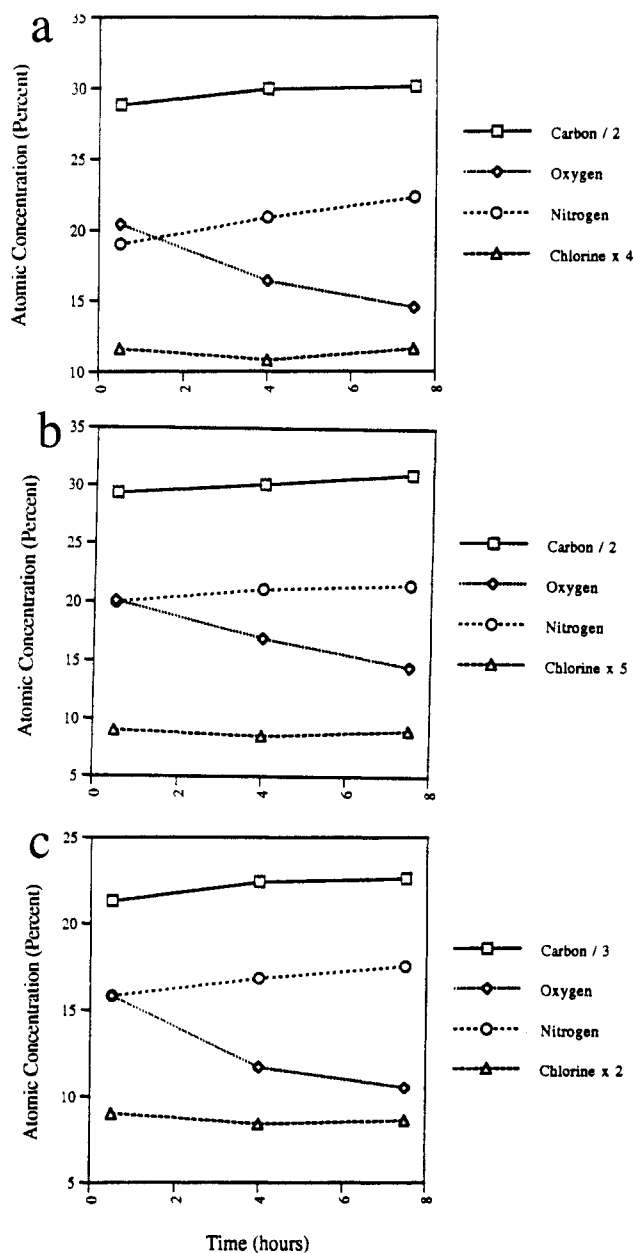 a
Atomic Concentration (Percent)
35
30
25
20
15
10
0
2
4
6
8
Carbon / 2
Oxygen
Nitrogen
Chlorine x 4
b
Atomic Concentration (Percent)
35
30
25
20
15
10
5
0
2
4
6
8
Carbon / 2
Oxygen
Nitrogen
Chlorine x 5
c
Atomic Concentration (Percent)
25
20
15
10
5
0
2
4
6
8
Carbon / 3
Oxygen
Nitrogen
Chlorine x 2
Time (hours)